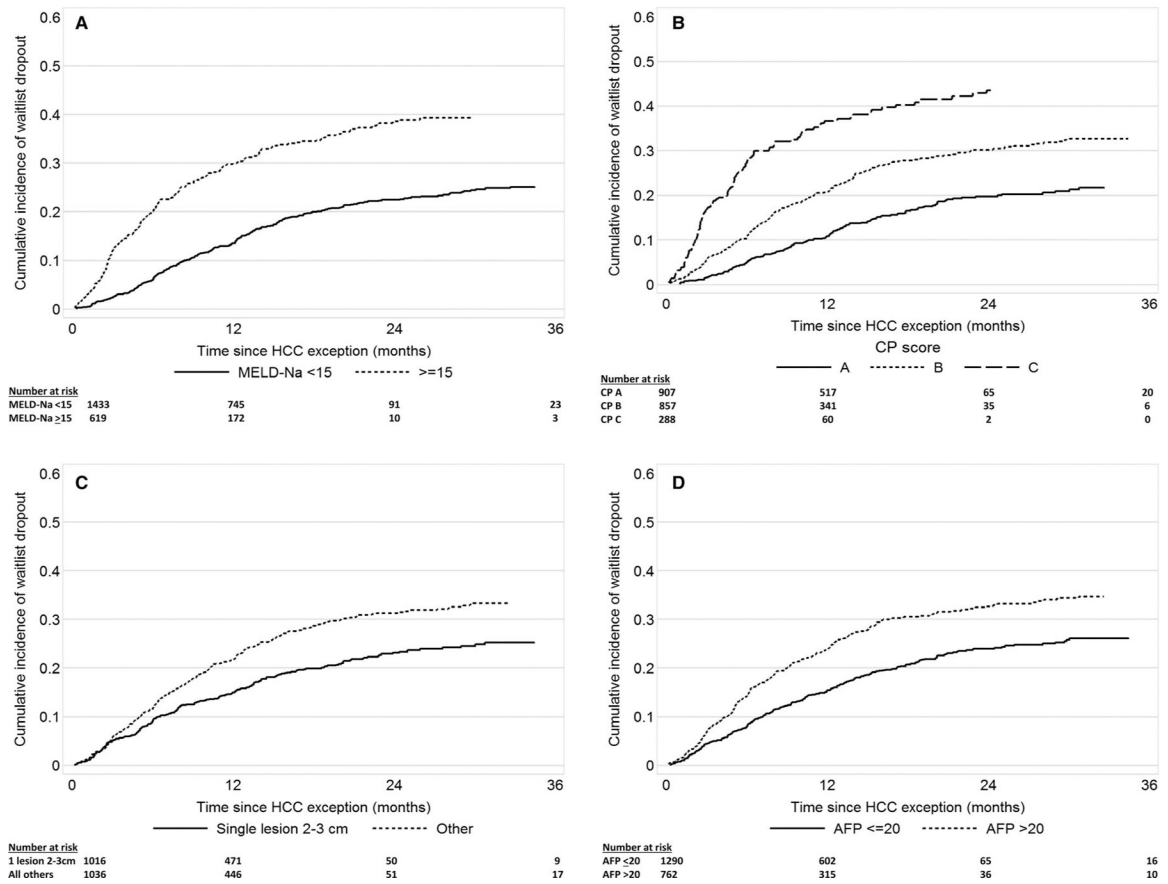 A
Cumulative incidence of waitlist dropout
0.6
0.5
0.4
0.3
0.2
0.1
0
0 12 24 36
Time since HCC exception (months)
MELD-Na <15 >=15
Number at risk
MELD-Na <15 1433 745 91 23
MELD-Na ≥15 619 172 10 3
B
Cumulative incidence of waitlist dropout
0.6
0.5
0.4
0.3
0.2
0.1
0
0 12 24 36
Time since HCC exception (months)
CP score
A B C
Number at risk
CP A 907 517 65 20
CP B 857 341 35 6
CP C 288 60 2 0
C
Cumulative incidence of waitlist dropout
0.6
0.5
0.4
0.3
0.2
0.1
0
0 12 24 36
Time since HCC exception (months)
Single lesion 2-3 cm Other
Number at risk
1 lesion 2-3cm 1016 471 50 9
All others 1036 446 51 17
D
Cumulative incidence of waitlist dropout
0.6
0.5
0.4
0.3
0.2
0.1
0
0 12 24 36
Time since HCC exception (months)
AFP <=20 AFP >20
Number at risk
AFP ≤20 1290 602 65 16
AFP >20 762 315 36 10